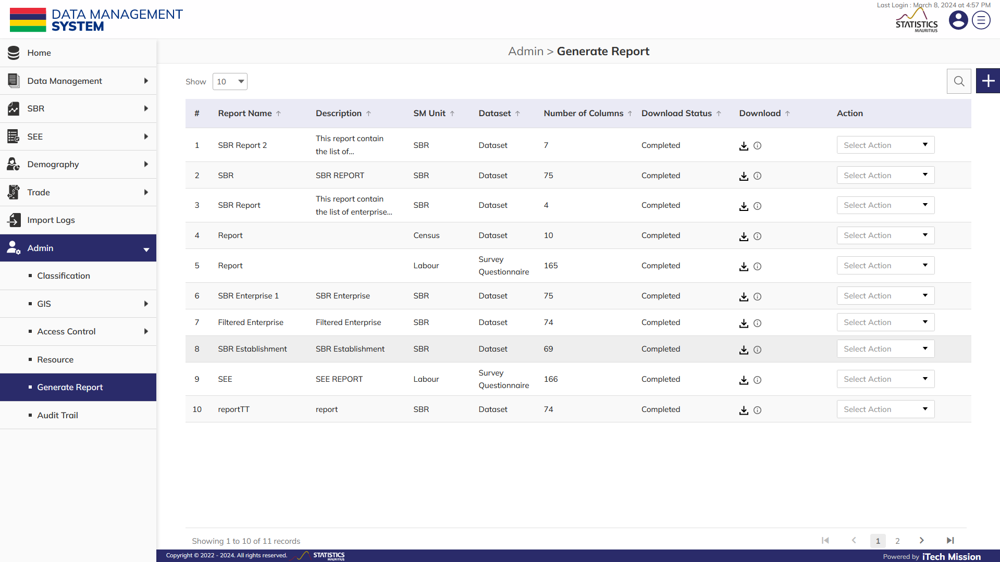 Last Login : March 8, 2024 at 4:57 PM
DATA MANAGEMENT
SYSTEM
STATISTICS
MAURITIUS
Home
Data Management
SBR
SEE
Demography
Trade
Import Logs
Admin
Classification
GIS
Access Control
Resource
Generate Report
Audit Trail
Admin > Generate Report
Show 10
# Report Name Description SM Unit Dataset Number of Columns Download Status Download Action
1 SBR Report 2 This report contain the list of... SBR Dataset 7 Completed Select Action
2 SBR SBR REPORT SBR Dataset 75 Completed Select Action
3 SBR Report This report contain the list of enterprise... SBR Dataset 4 Completed Select Action
4 Report Census Dataset 10 Completed Select Action
5 Report Labour Survey Questionnaire 165 Completed Select Action
6 SBR Enterprise 1 SBR Enterprise SBR Dataset 75 Completed Select Action
7 Filtered Enterprise Filtered Enterprise SBR Dataset 74 Completed Select Action
8 SBR Establishment SBR Establishment SBR Dataset 69 Completed Select Action
9 SEE SEE REPORT Labour Survey Questionnaire 166 Completed Select Action
10 reportTT report SBR Dataset 74 Completed Select Action
Showing 1 to 10 of 11 records
1 2
Copyright © 2022 - 2024. All rights reserved.
STATISTICS
MAURITIUS
Powered by iTech Mission